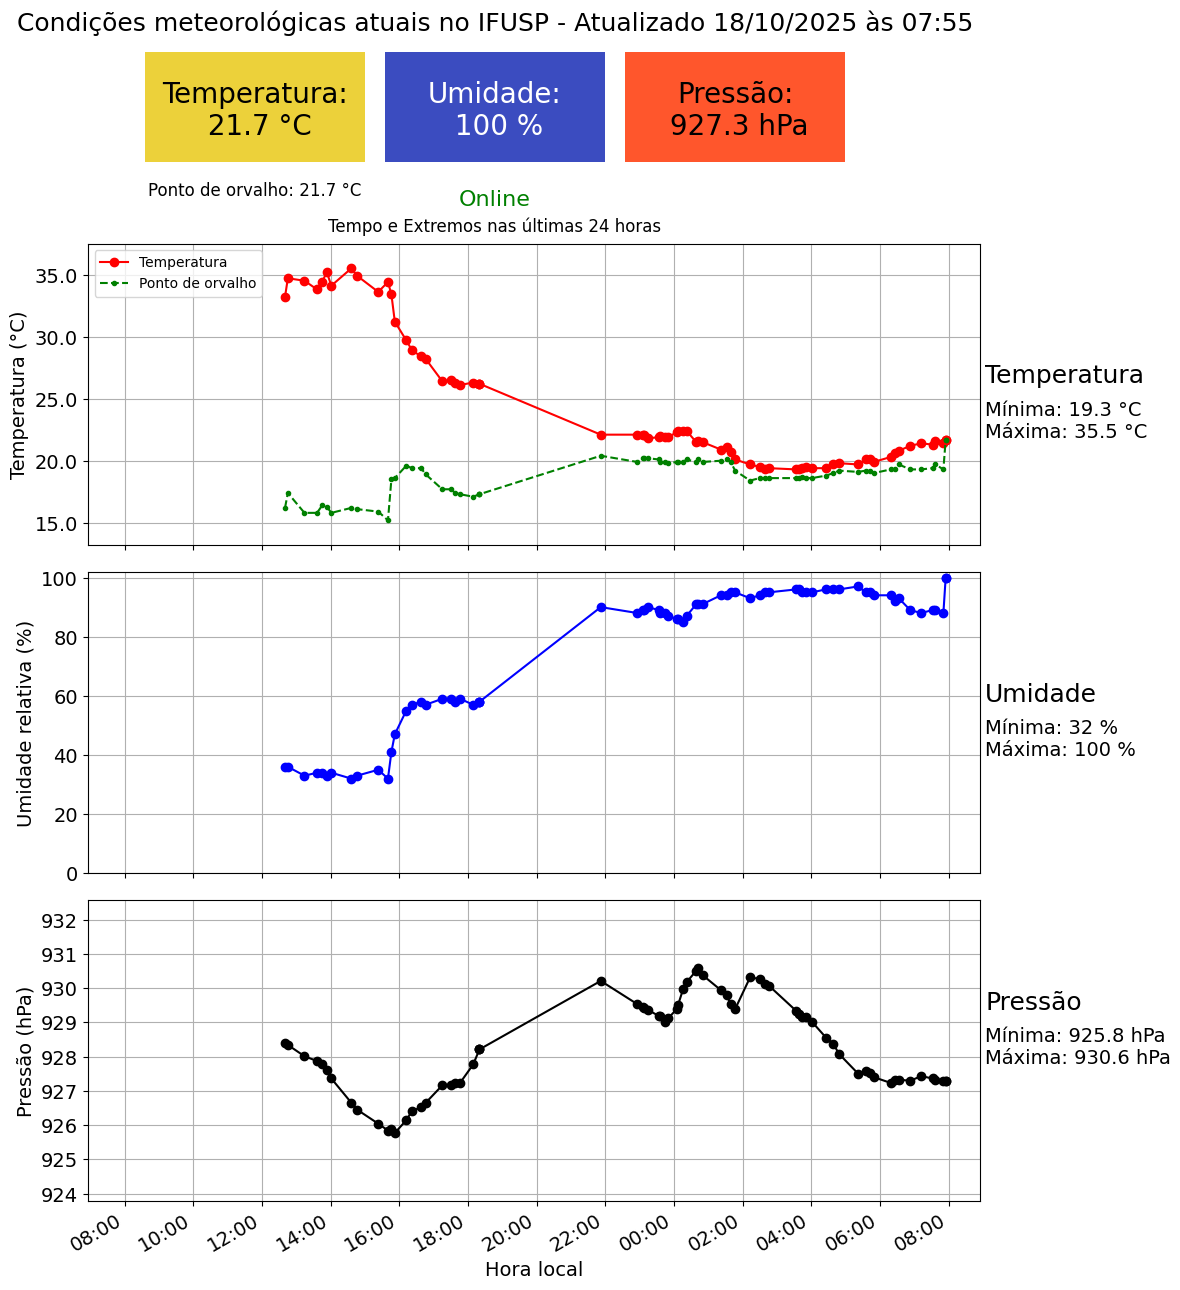 Condições meteorológicas atuais no IFUSP - Atualizado 18/10/2025 às 07:55
Temperatura:
21.7 °C
Umidade:
100 %
Pressão:
927.3 hPa
Ponto de orvalho: 21.7 °C
Online
Tempo e Extremos nas últimas 24 horas
Temperatura
Ponto de orvalho
35.0
30.0
25.0
20.0
15.0
Temperatura (°C)
Temperatura
Mínima: 19.3 °C
Máxima: 35.5 °C
100
80
60
40
20
0
Umidade relativa (%)
Umidade
Mínima: 32 %
Máxima: 100 %
932
931
930
929
928
927
926
925
924
Pressão (hPa)
Pressão
Mínima: 925.8 hPa
Máxima: 930.6 hPa
08:00 10:00 12:00 14:00 16:00 18:00 20:00 22:00 00:00 02:00 04:00 06:00 08:00
Hora local